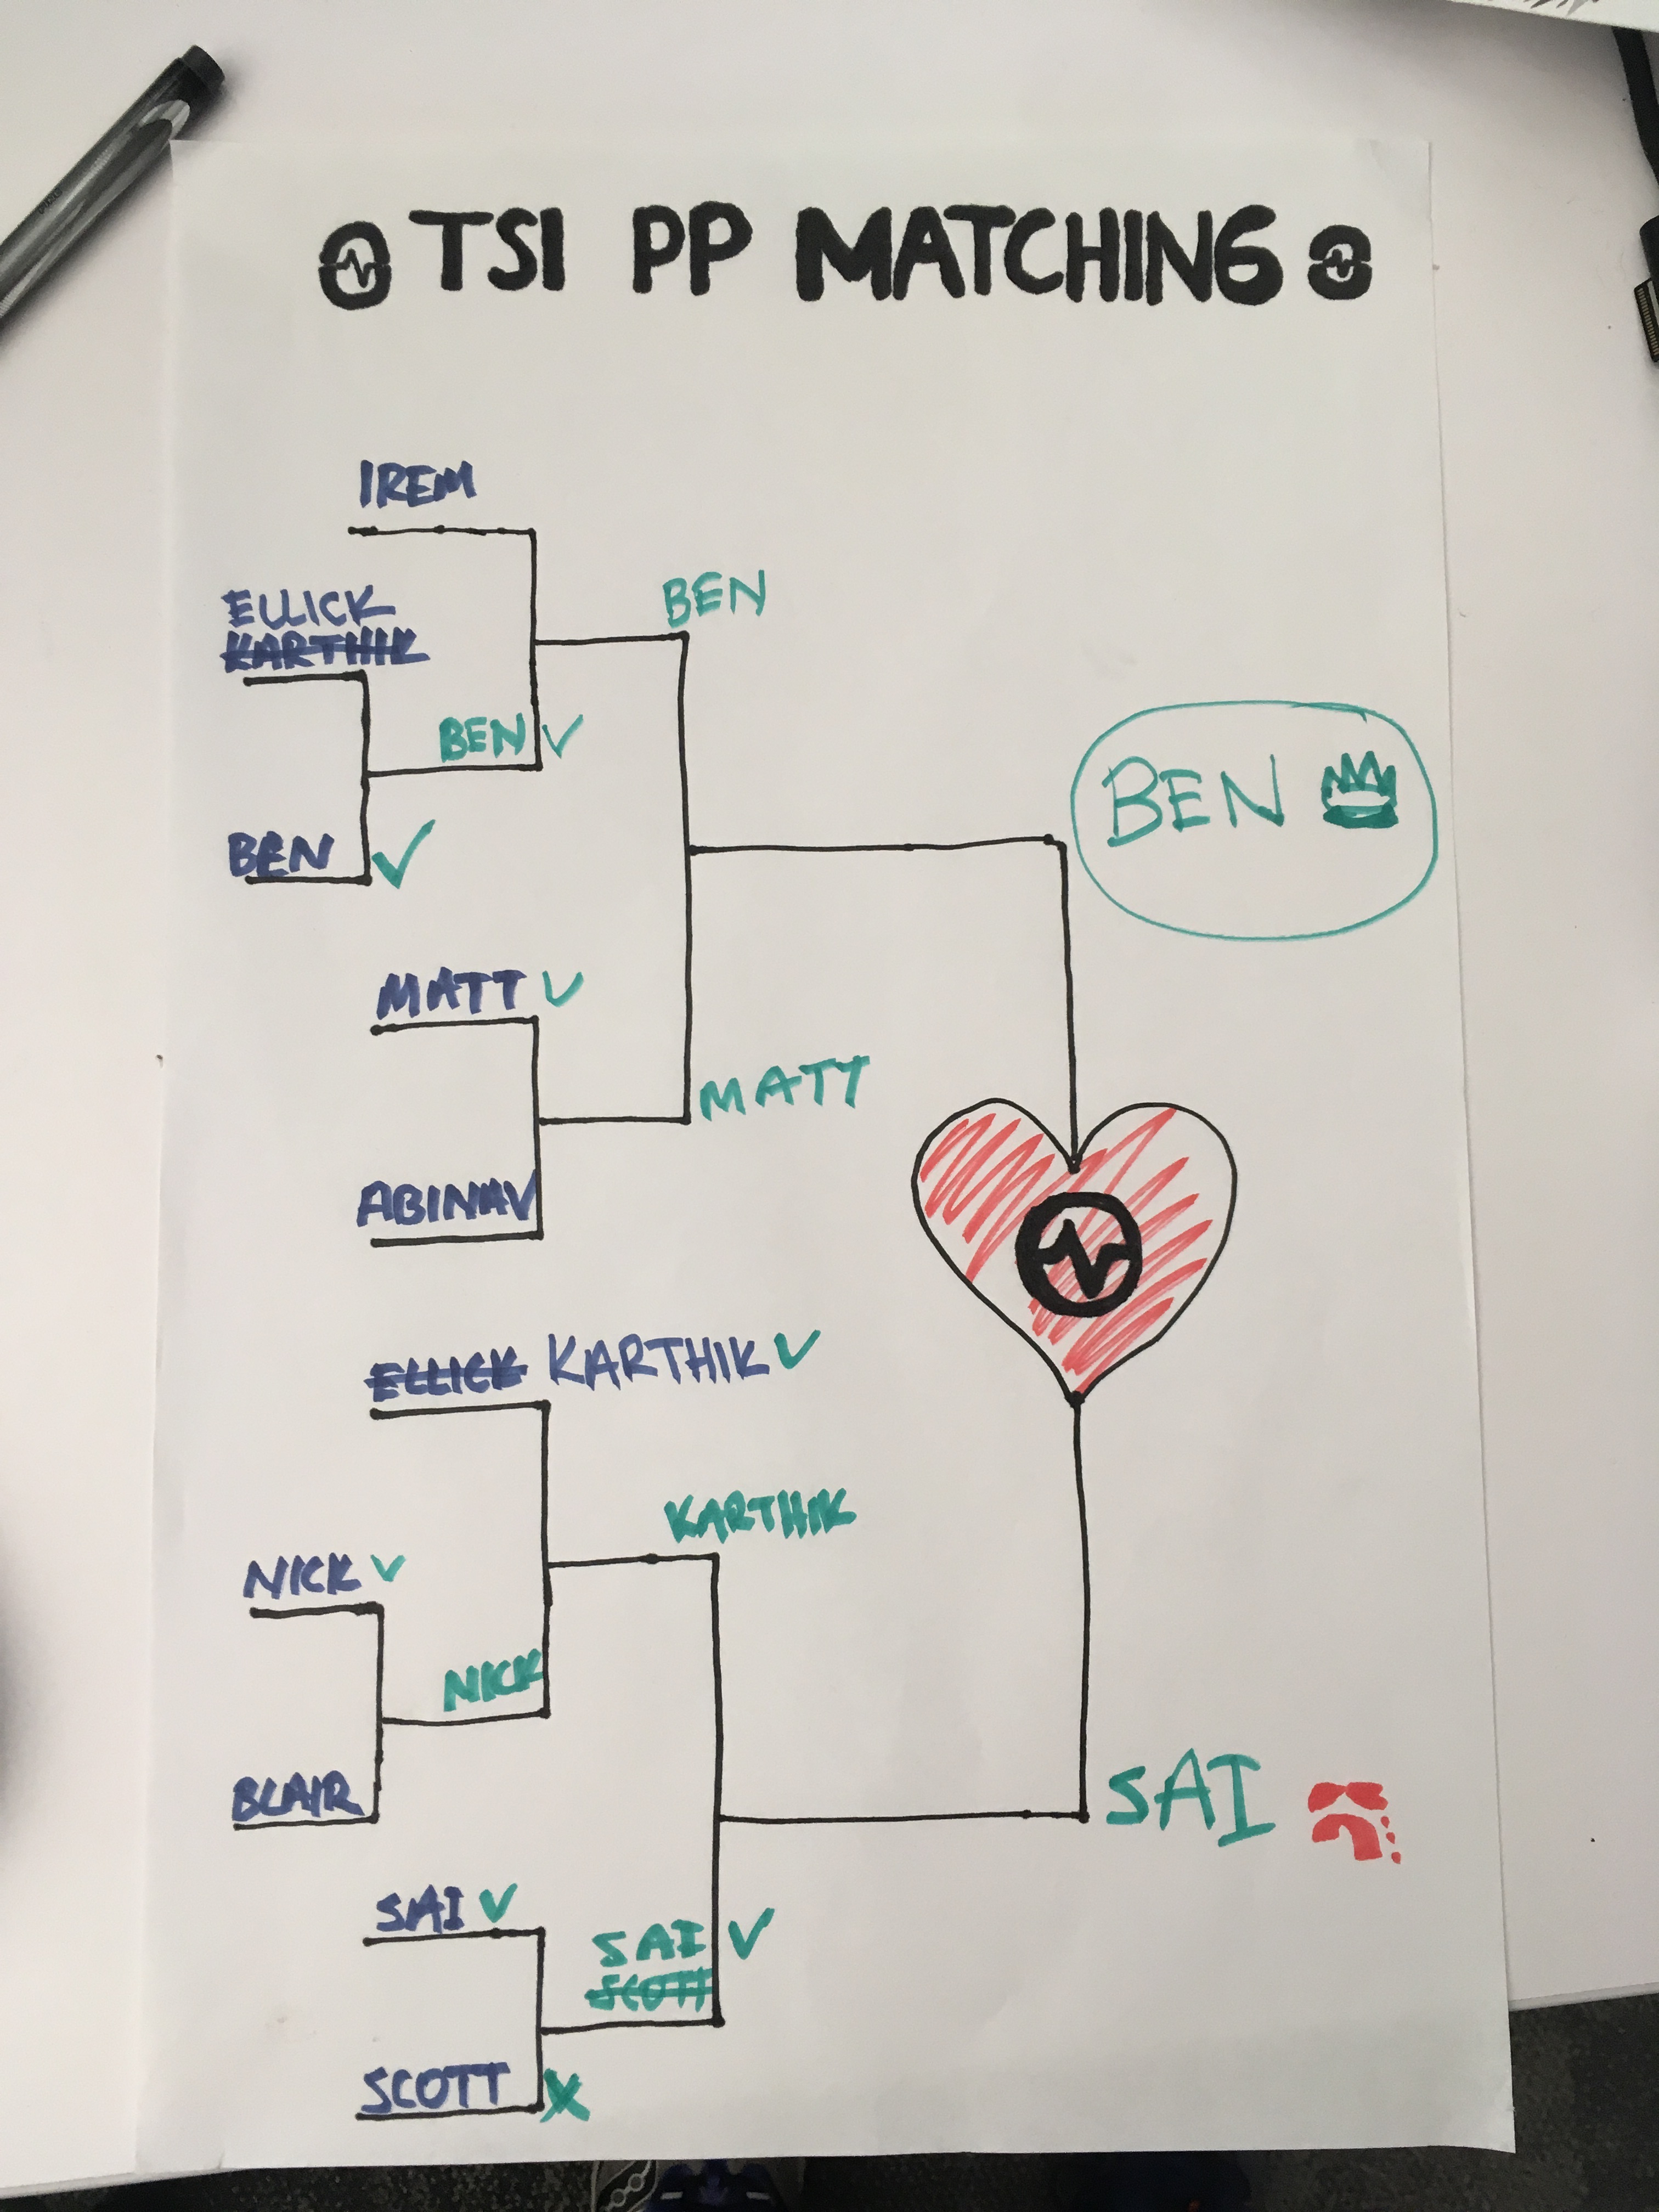 TSI PP MATCHING
IREM
ELLICK
KARTHIK
BEN
BEN
BEN
BEN
MATT
MATT
ABINAV
ELLICK KARTHIK
KARTHIK
NICK
NICK
BLAIR
SAI
SAI
SAI
SCOTT
SCOTT